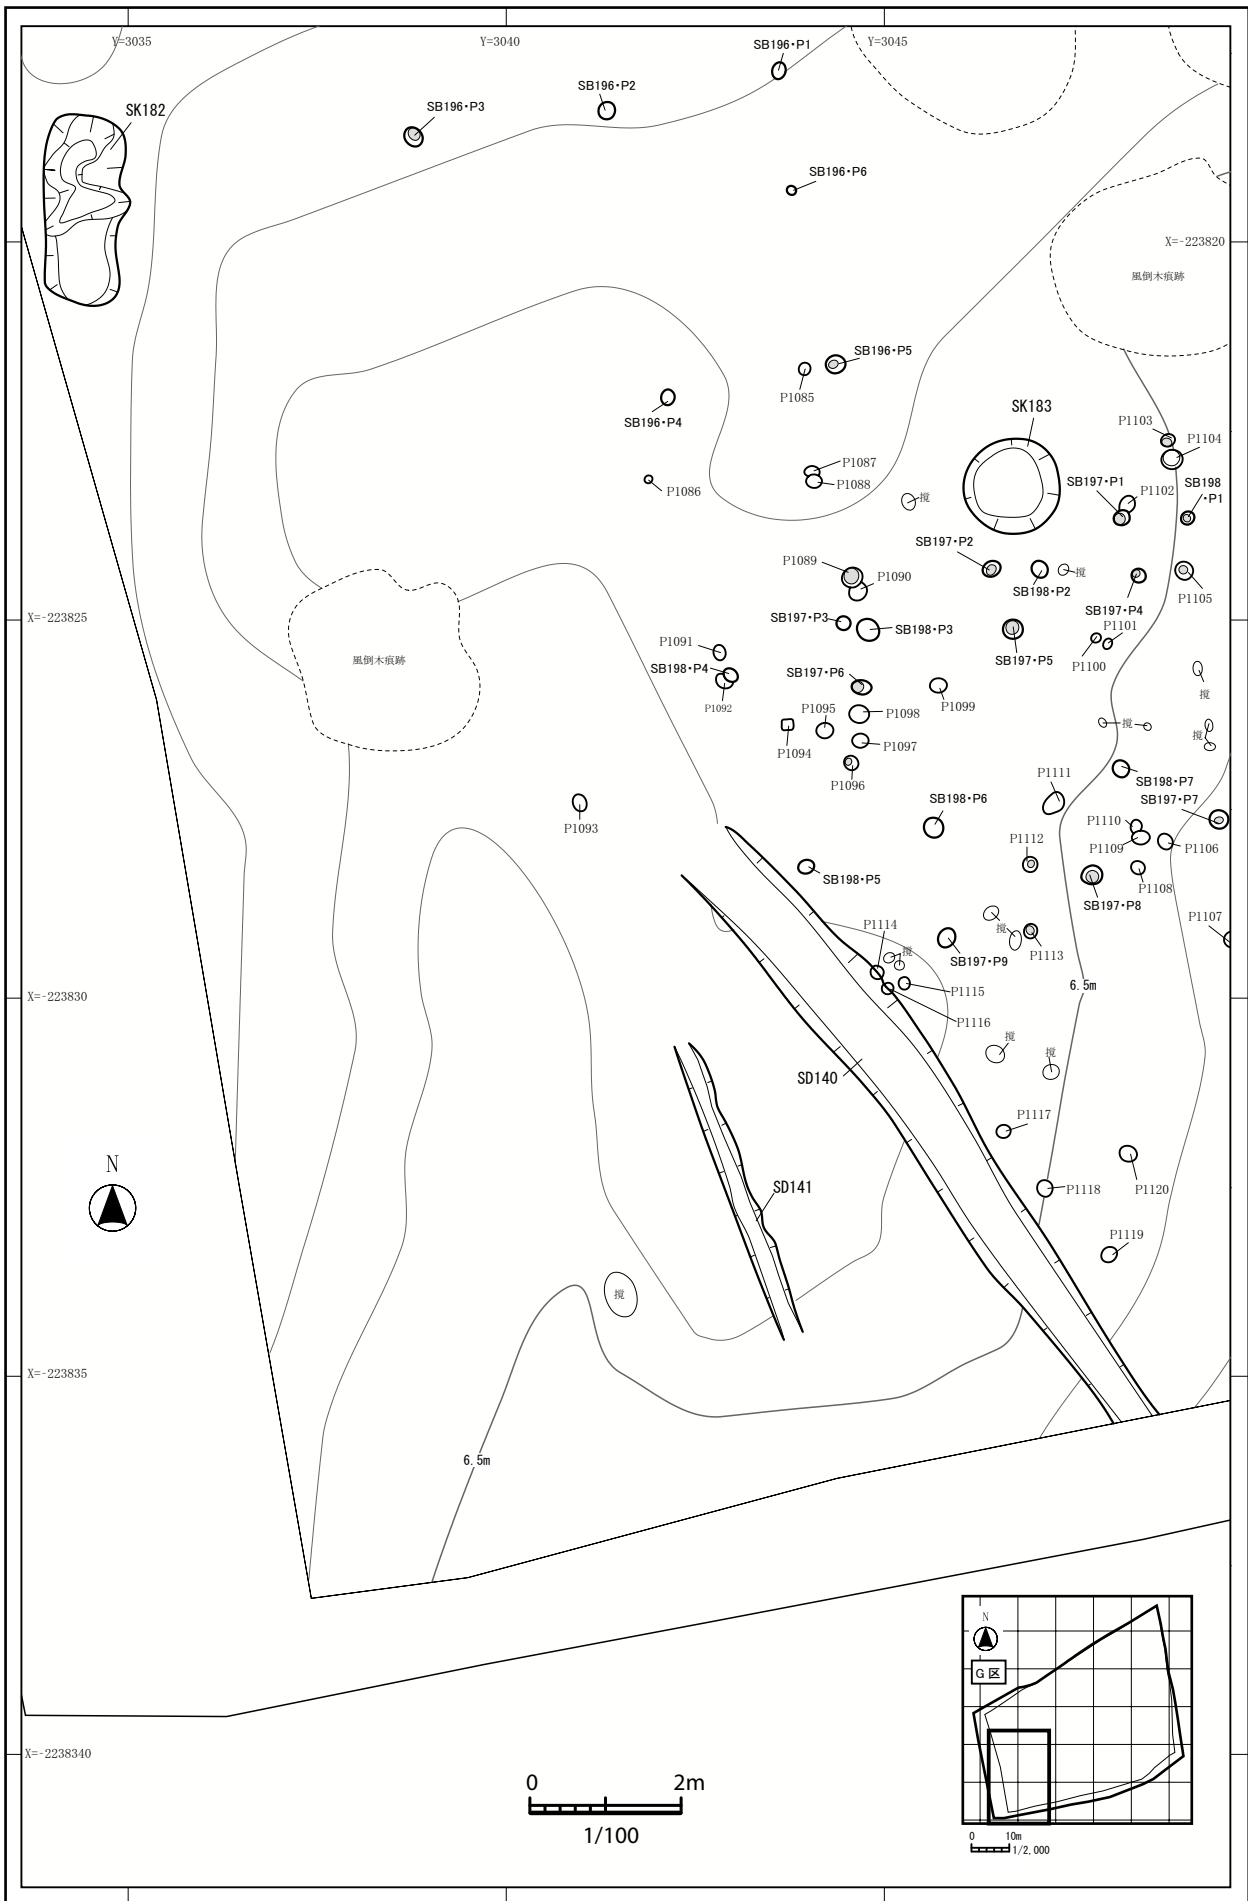 Y=3035
Y=3040
Y=3045
SB196・P1
SB196・P2
SB196・P3
SK182
SB196・P6
X=-223820
風倒木痕跡
SB196・P5
P1085
SB196・P4
SK183
P1103
P1104
P1087
P1088
P1086
撹
SB197・P1
P1102
SB198
・P1
SB197・P2
P1089
P1090
SB198・P2
撹
SB197・P4
P1105
X=-223825
SB197・P3
SB198・P3
P1091
SB198・P4
P1092
風倒木痕跡
SB197・P5
P1100
P1101
SB197・P6
P1099
撹
P1098
P1095
P1094
P1097
P1096
撹
撹
SB198・P7
P1111
SB197・P7
P1093
SB198・P6
P1110
P1109
P1106
P1112
SB198・P5
P1108
SB197・P8
P1107
P1114
撹
撹
SB197・P9
P1113
P1115
P1116
X=-223830
6.5m
撹
撹
SD140
P1117
N
P1118
P1120
SD141
P1119
撹
X=-223835
6.5m
N
G区
X=-2238340
0 2m
1/100
0 10m
1/2,000